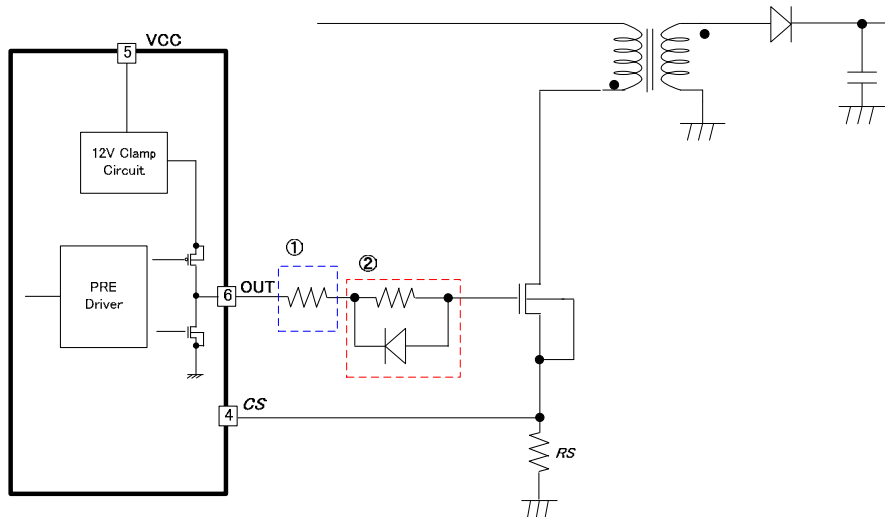 5
VCC
12V Clamp
Circuit
①
②
PRE
Driver
6
OUT
4
CS
RS